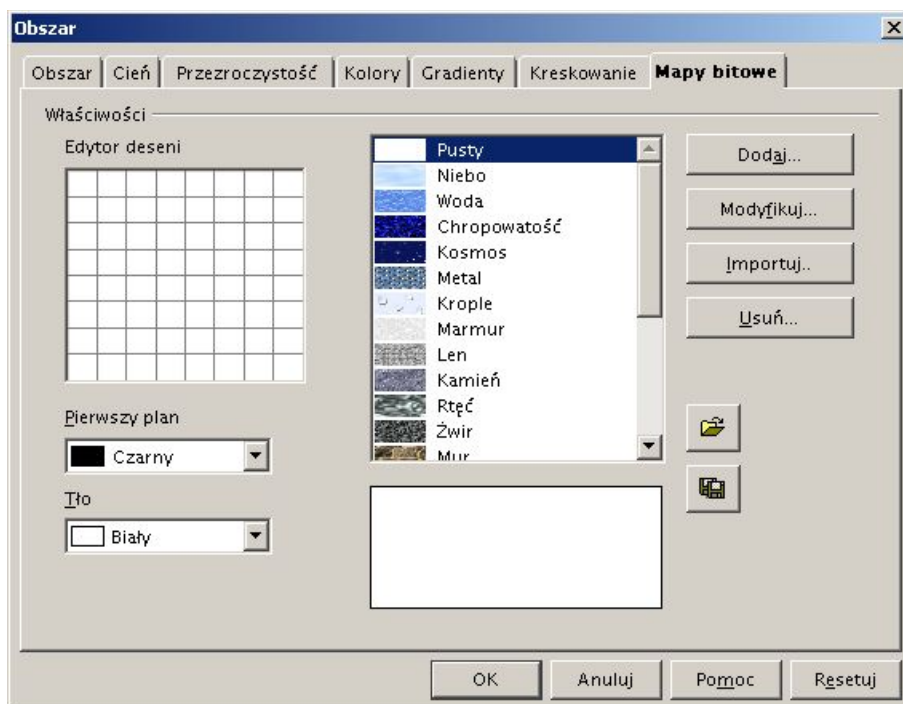 Obszar
Obszar Cień Przezroczystość Kolory Gradienty Kreskowanie Mapy bitowe
Właściwości
Edytor deseni
Pusty
Niebo
Woda
Chropowatość
Kosmos
Metal
Krople
Marmur
Len
Kamień
Rtęć
Żwir
Mur
Dodaj...
Modyfikuj...
Importuj..
Usuń...
Pierwszy plan
Czarny
Tło
Biały
OK Anuluj Pomoc Resetuj